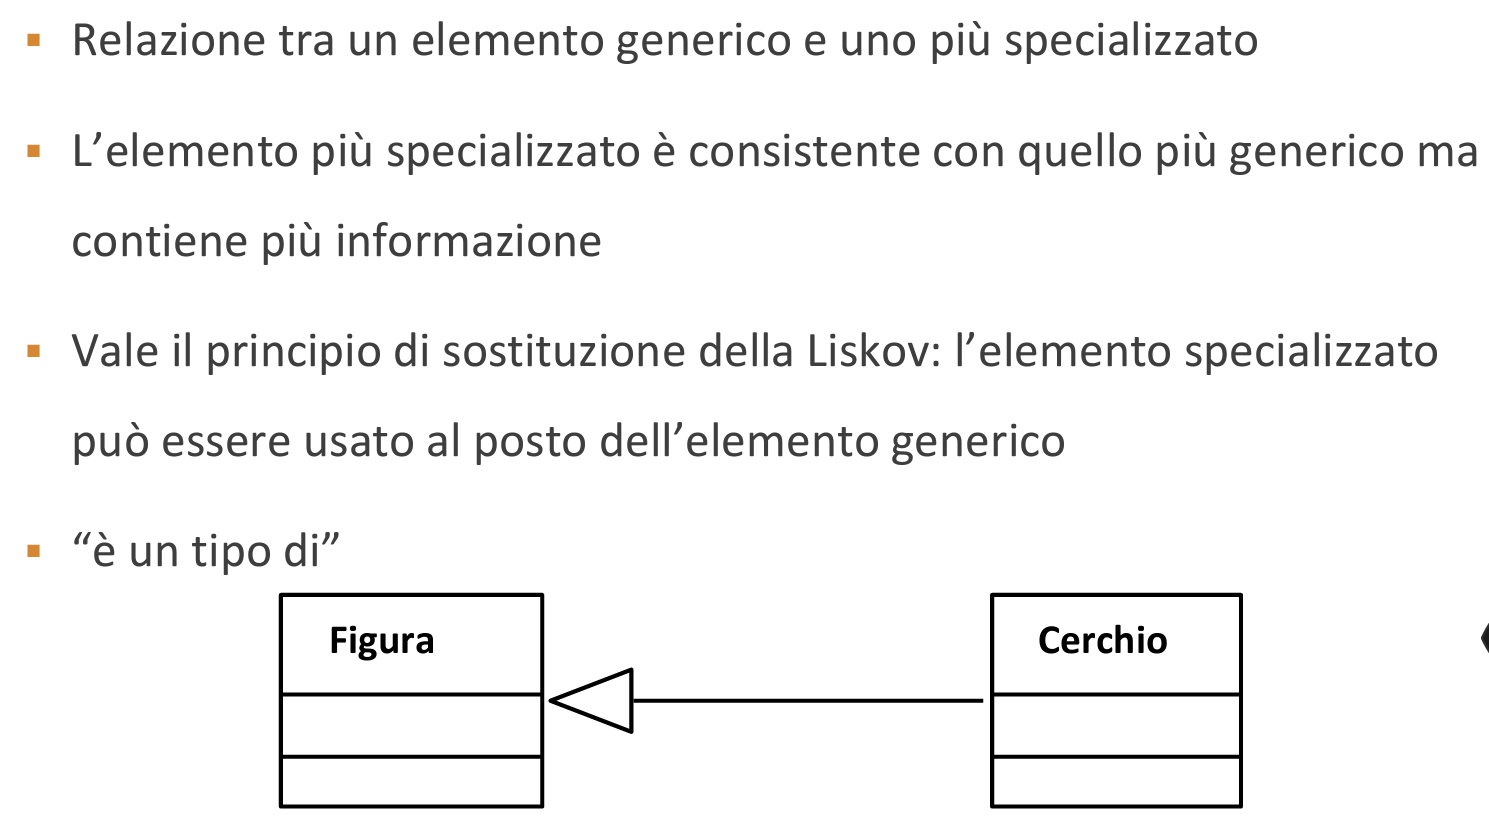 ▪ Relazione tra un elemento generico e uno più specializzato
▪ L’elemento più specializzato è consistente con quello più generico ma
contiene più informazione
▪ Vale il principio di sostituzione della Liskov: l’elemento specializzato
può essere usato al posto dell’elemento generico
▪ “è un tipo di”
Figura
Cerchio